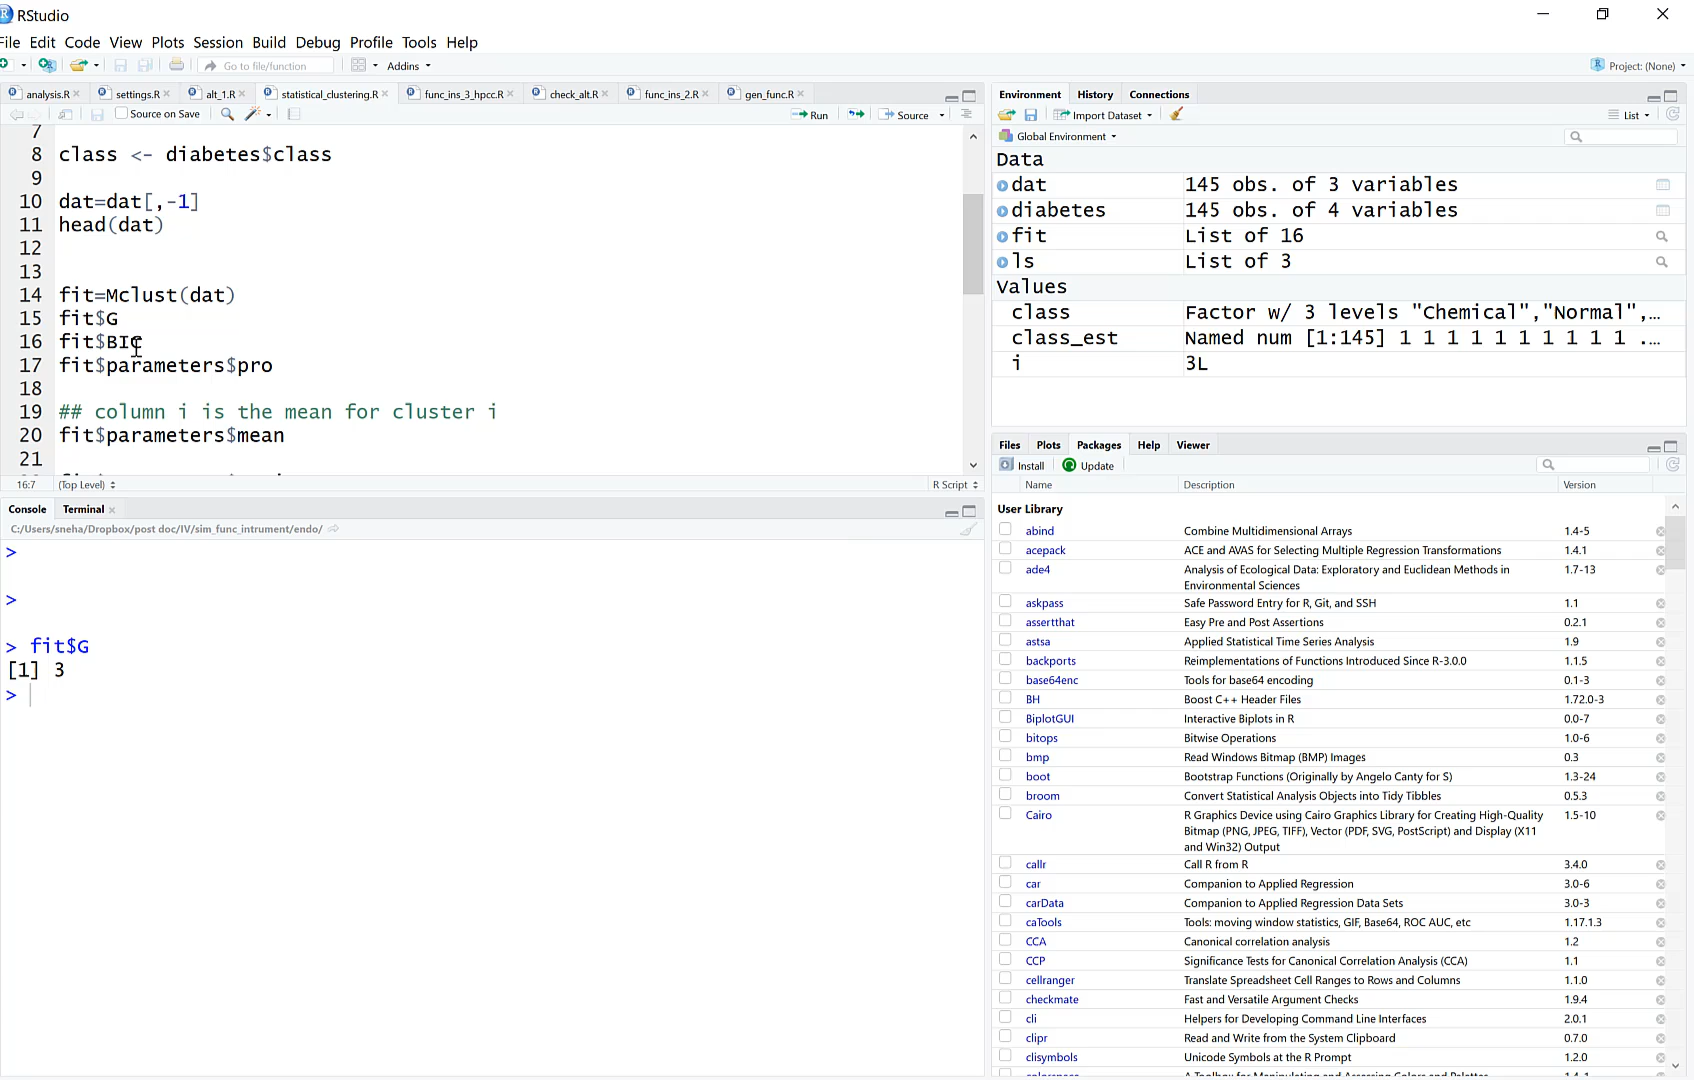 RStudio
File Edit Code View Plots Session Build Debug Profile Tools Help
Go to file/function Addins Project: (None)
analysis.R settings.R alt_1.R statistical_clustering.R func_ins_3_hpcc.R check_alt.R func_ins_2.R gen_func.R
Source on Save Run Source
7
8 class <- diabetes$class
9
10 dat=dat[,-1]
11 head(dat)
12
13
14 fit=Mclust(dat)
15 fit$G
16 fit$BIC
17 fit$parameters$pro
18
19 ## column i is the mean for cluster i
20 fit$parameters$mean
21
16:7 (Top Level) R Script
Console Terminal
C:/Users/sneha/Dropbox/post doc/IV/sim_func_intrument/endo/
>
>
> fit$G
[1] 3
>
Environment History Connections
Import Dataset List
Global Environment
Data
dat 145 obs. of 3 variables
diabetes 145 obs. of 4 variables
fit List of 16
ls List of 3
Values
class Factor w/ 3 levels "Chemical","Normal",…
class_est Named num [1:145] 1 1 1 1 1 1 1 1 1 1 .…
i 3L
Files Plots Packages Help Viewer
Install Update
Name Description Version
User Library
abind Combine Multidimensional Arrays 1.4-5
acepack ACE and AVAS for Selecting Multiple Regression Transformations 1.4.1
ade4 Analysis of Ecological Data: Exploratory and Euclidean Methods in 1.7-13
Environmental Sciences
askpass Safe Password Entry for R, Git, and SSH 1.1
assertthat Easy Pre and Post Assertions 0.2.1
astsa Applied Statistical Time Series Analysis 1.9
backports Reimplementations of Functions Introduced Since R-3.0.0 1.1.5
base64enc Tools for base64 encoding 0.1-3
BH Boost C++ Header Files 1.72.0-3
BiplotGUI Interactive Biplots in R 0.0-7
bitops Bitwise Operations 1.0-6
bmp Read Windows Bitmap (BMP) Images 0.3
boot Bootstrap Functions (Originally by Angelo Canty for S) 1.3-24
broom Convert Statistical Analysis Objects into Tidy Tibbles 0.5.3
Cairo R Graphics Device using Cairo Graphics Library for Creating High-Quality 1.5-10
Bitmap (PNG, JPEG, TIFF), Vector (PDF, SVG, PostScript) and Display (X11
and Win32) Output
callr Call R from R 3.4.0
car Companion to Applied Regression 3.0-6
carData Companion to Applied Regression Data Sets 3.0-3
caTools Tools: moving window statistics, GIF, Base64, ROC AUC, etc 1.17.1.3
CCA Canonical correlation analysis 1.2
CCP Significance Tests for Canonical Correlation Analysis (CCA) 1.1
cellranger Translate Spreadsheet Cell Ranges to Rows and Columns 1.1.0
checkmate Fast and Versatile Argument Checks 1.9.4
cli Helpers for Developing Command Line Interfaces 2.0.1
clipr Read and Write from the System Clipboard 0.7.0
clisymbols Unicode Symbols at the R Prompt 1.2.0